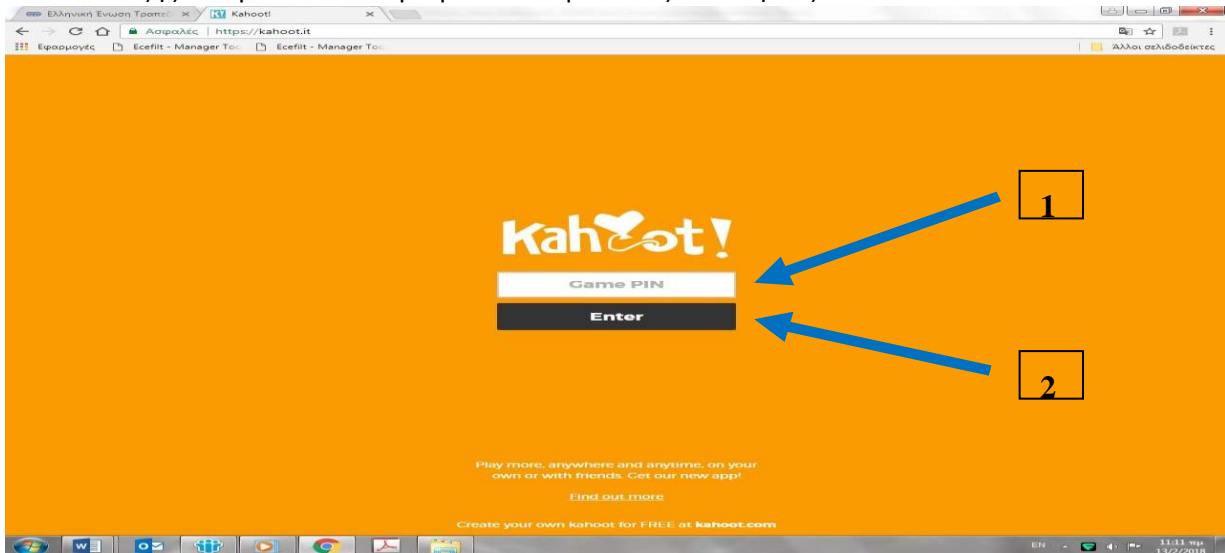 Ελληνική Ένωση Τραπεζ
Kahoot!
Ασφαλές | https://kahoot.it
Εφαρμογές
Ecefilt - Manager Too
Ecefilt - Manager Too
Άλλοι σελιδοδείκτες
Kahoot!
Game PIN
Enter
1
2
Play more, anywhere and anytime, on your
own or with friends. Get our new app!
Find out more
Create your own kahoot for FREE at kahoot.com
EN
11:11 πμ
13/2/2018